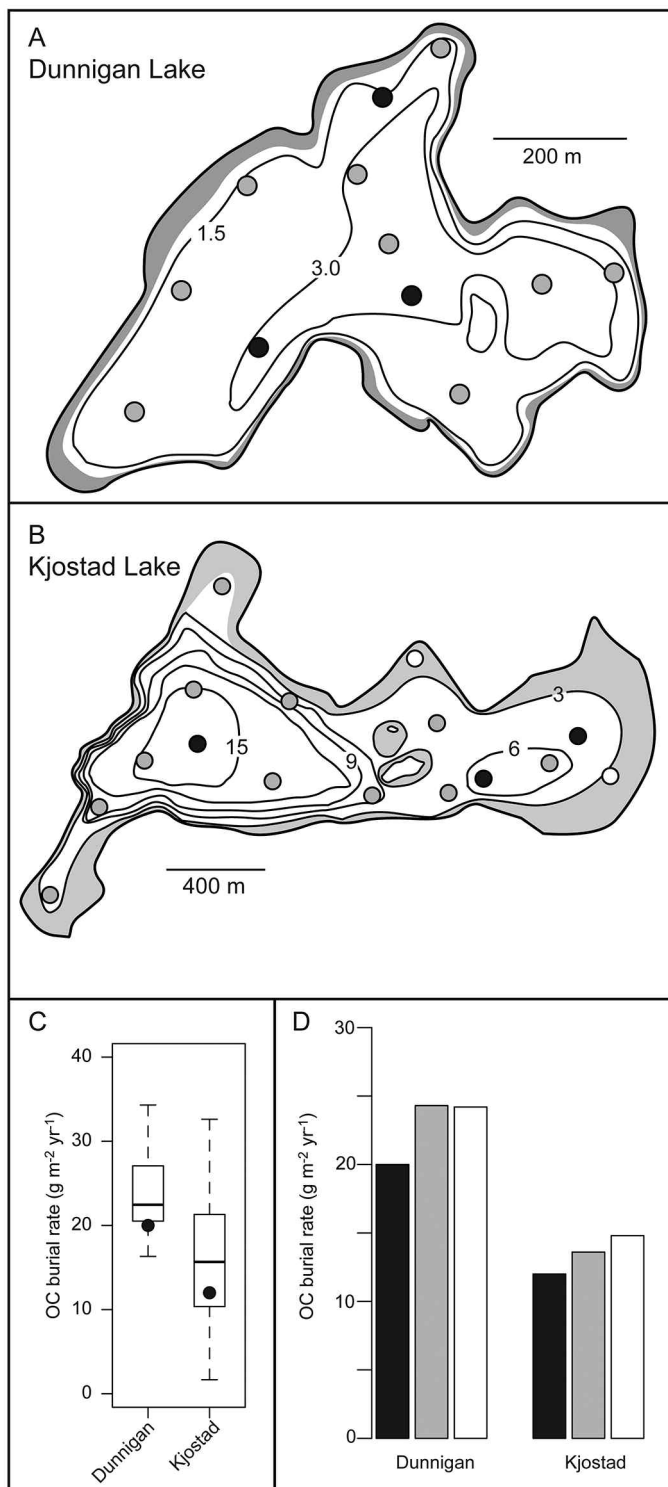 A
Dunnigan Lake
200 m
1.5
3.0
B
Kjostad Lake
3
15
9
6
400 m
C
OC burial rate (g m⁻² yr⁻¹)
40
30
20
10
0
Dunnigan
Kjostad
D
OC burial rate (g m⁻² yr⁻¹)
30
20
10
0
Dunnigan
Kjostad